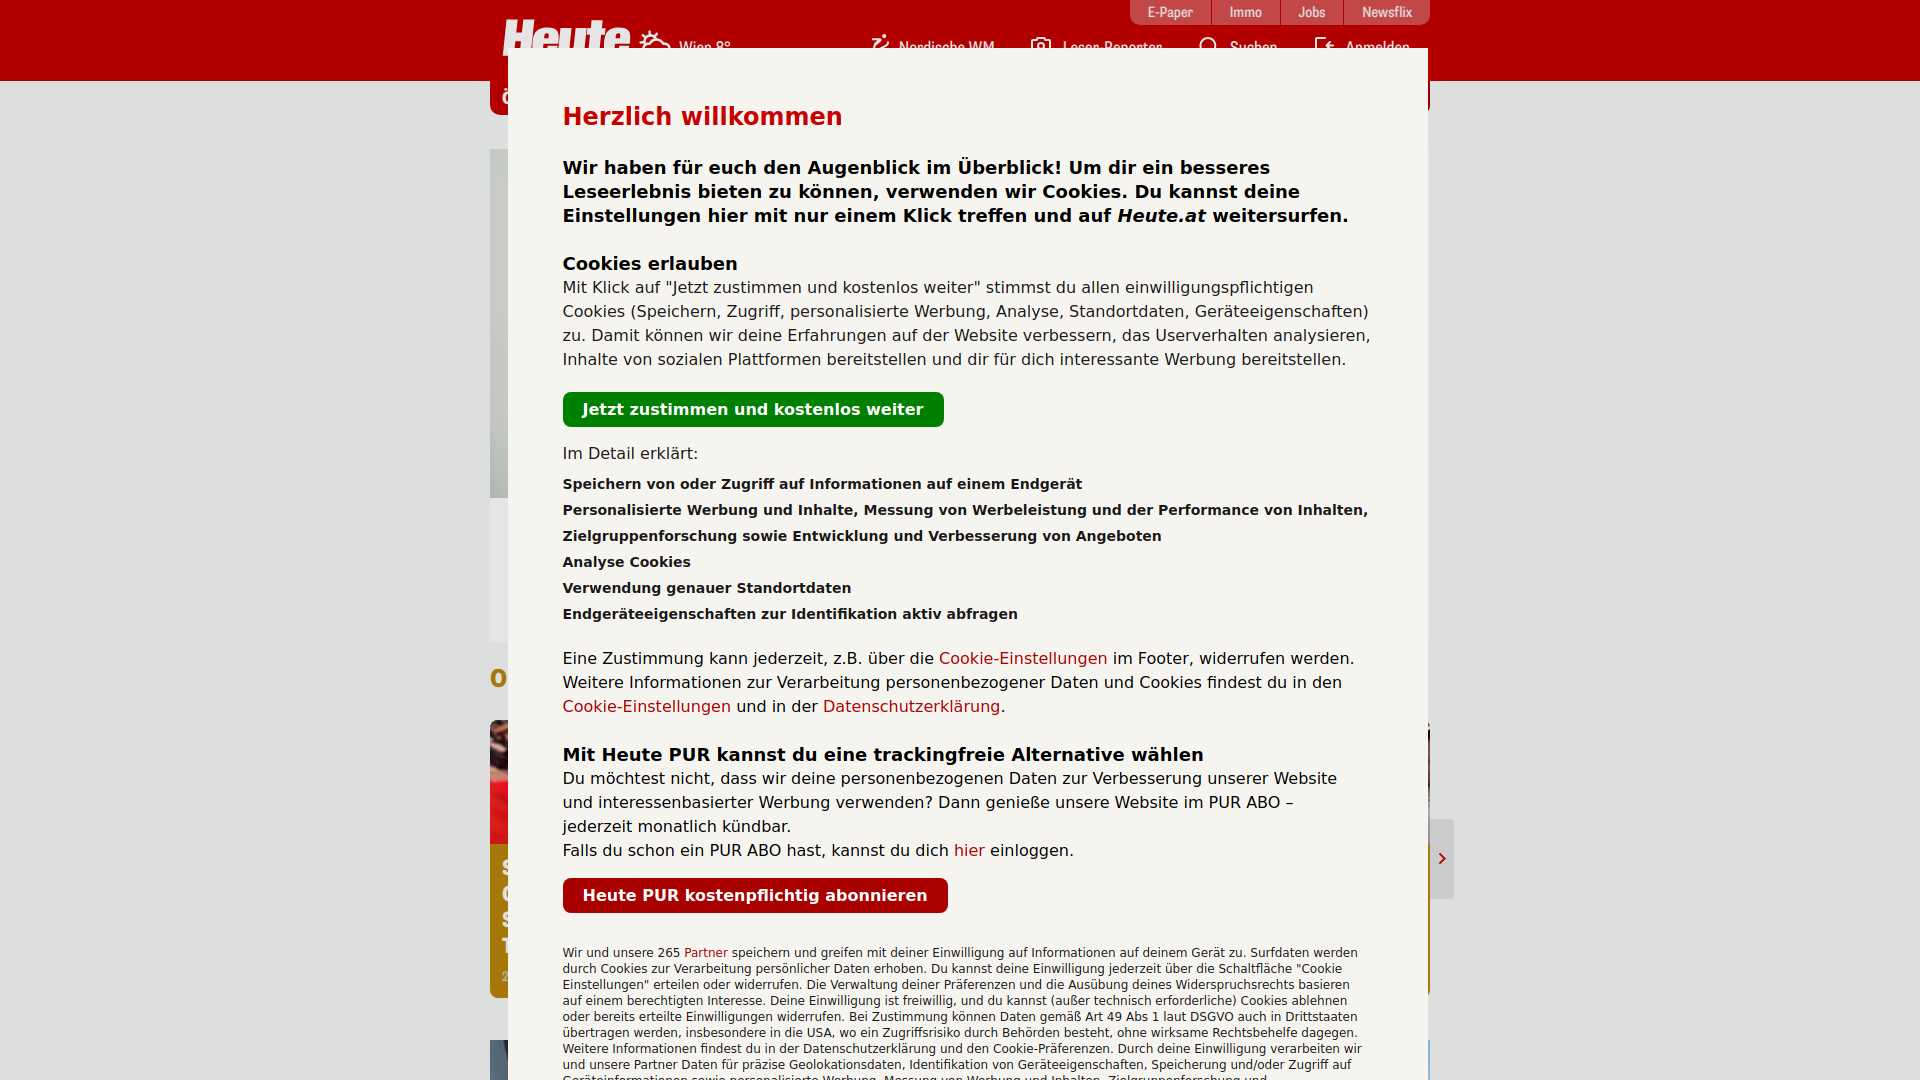 E-Paper
Immo
Jobs
Newsflix
Heute
Wien 8°
Nordische WM
Leser-Reporter
Suchen
Anmelden
Herzlich willkommen
Wir haben für euch den Augenblick im Überblick! Um dir ein besseres
Leseerlebnis bieten zu können, verwenden wir Cookies. Du kannst deine
Einstellungen hier mit nur einem Klick treffen und auf Heute.at weitersurfen.
Cookies erlauben
Mit Klick auf "Jetzt zustimmen und kostenlos weiter" stimmst du allen einwilligungspflichtigen
Cookies (Speichern, Zugriff, personalisierte Werbung, Analyse, Standortdaten, Geräteeigenschaften)
zu. Damit können wir deine Erfahrungen auf der Website verbessern, das Userverhalten analysieren,
Inhalte von sozialen Plattformen bereitstellen und dir für dich interessante Werbung bereitstellen.
Jetzt zustimmen und kostenlos weiter
Im Detail erklärt:
Speichern von oder Zugriff auf Informationen auf einem Endgerät
Personalisierte Werbung und Inhalte, Messung von Werbeleistung und der Performance von Inhalten,
Zielgruppenforschung sowie Entwicklung und Verbesserung von Angeboten
Analyse Cookies
Verwendung genauer Standortdaten
Endgeräteeigenschaften zur Identifikation aktiv abfragen
Eine Zustimmung kann jederzeit, z.B. über die Cookie-Einstellungen im Footer, widerrufen werden.
Weitere Informationen zur Verarbeitung personenbezogener Daten und Cookies findest du in den
Cookie-Einstellungen und in der Datenschutzerklärung.
Mit Heute PUR kannst du eine trackingfreie Alternative wählen
Du möchtest nicht, dass wir deine personenbezogenen Daten zur Verbesserung unserer Website
und interessenbasierter Werbung verwenden? Dann genieße unsere Website im PUR ABO –
jederzeit monatlich kündbar.
Falls du schon ein PUR ABO hast, kannst du dich hier einloggen.
Heute PUR kostenpflichtig abonnieren
Wir und unsere 265 Partner speichern und greifen mit deiner Einwilligung auf Informationen auf deinem Gerät zu. Surfdaten werden
durch Cookies zur Verarbeitung persönlicher Daten erhoben. Du kannst deine Einwilligung jederzeit über die Schaltfläche "Cookie
Einstellungen" erteilen oder widerrufen. Die Verwaltung deiner Präferenzen und die Ausübung deines Widerspruchsrechts basieren
auf einem berechtigten Interesse. Deine Einwilligung ist freiwillig, und du kannst (außer technisch erforderliche) Cookies ablehnen
oder bereits erteilte Einwilligungen widerrufen. Bei Zustimmung können Daten gemäß Art 49 Abs 1 laut DSGVO auch in Drittstaaten
übertragen werden, insbesondere in die USA, wo ein Zugriffsrisiko durch Behörden besteht, ohne wirksame Rechtsbehelfe dagegen.
Weitere Informationen findest du in der Datenschutzerklärung und den Cookie-Präferenzen. Durch deine Einwilligung verarbeiten wir
und unsere Partner Daten für präzise Geolokationsdaten, Identifikation von Geräteeigenschaften, Speicherung und/oder Zugriff auf
Geräteinformationen sowie personalisierte Werbung, Messung von Werbung und Inhalten, Zielgruppenforschung und